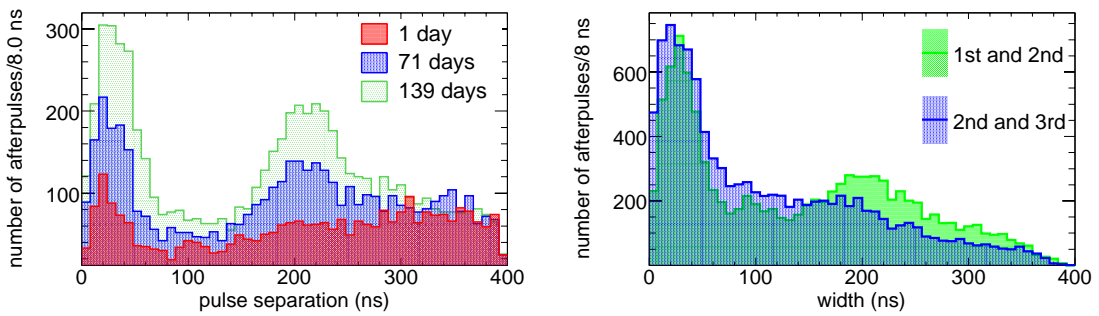 number of afterpulses/8.0 ns
300
200
100
0 100 200 300 400
pulse separation (ns)
1 day
71 days
139 days
number of afterpulses/8 ns
600
400
200
0 100 200 300 400
width (ns)
1st and 2nd
2nd and 3rd